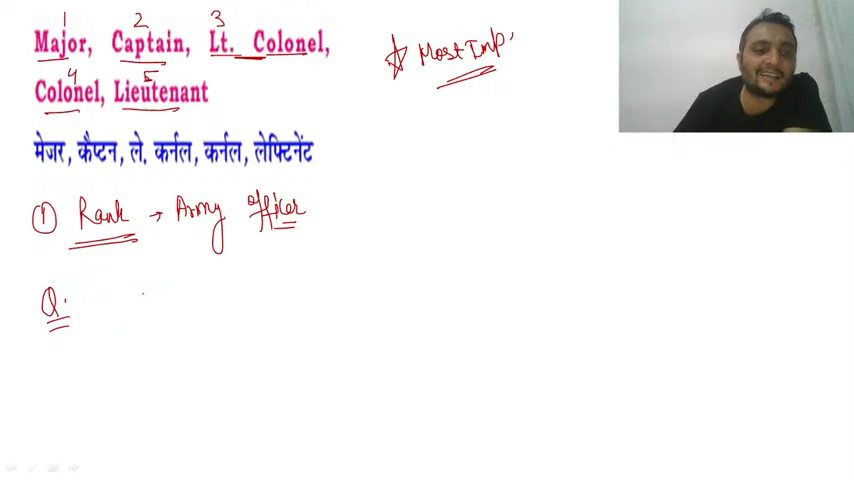 1 2 3
Major, Captain, Lt. Colonel,
4 5
Colonel, Lieutenant
☆ Most Imp.
मेजर, कैप्टन, ले. कर्नल, कर्नल, लेफ्टिनेंट
① Rank → Army officer
Q.